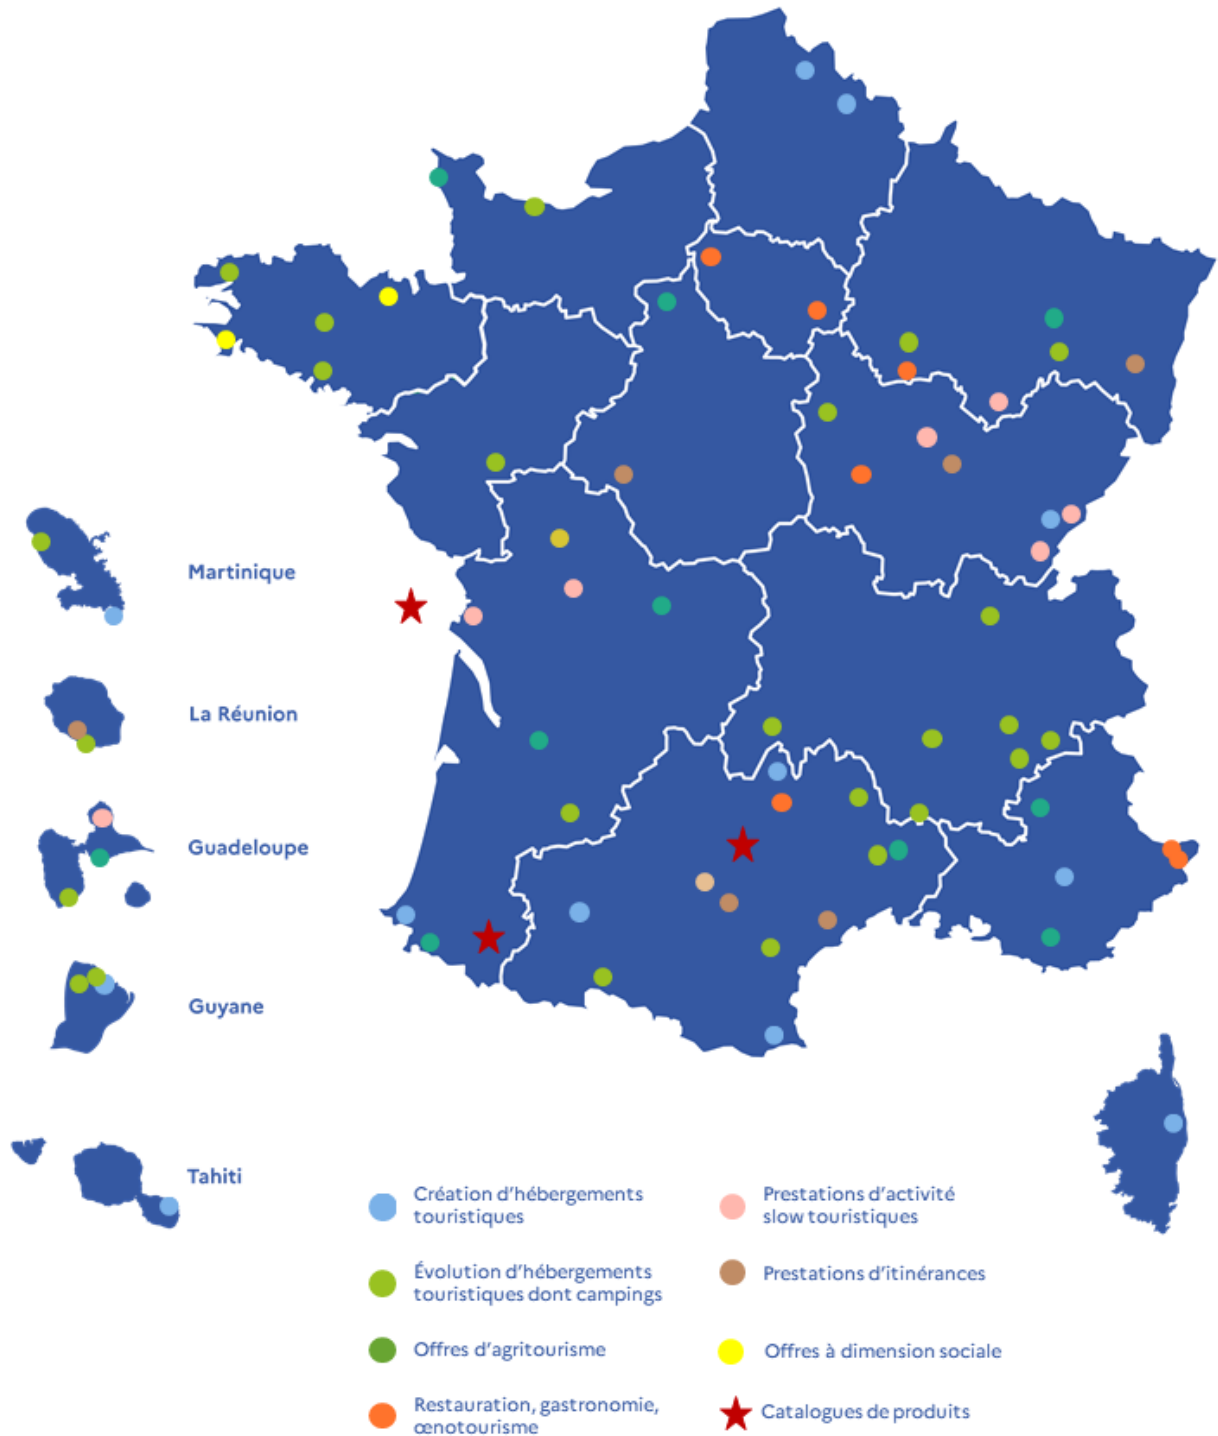 Martinique
La Réunion
Guadeloupe
Guyane
Tahiti
Création d'hébergements
touristiques
Évolution d'hébergements
touristiques dont campings
Offres d'agritourisme
Restauration, gastronomie,
œnotourisme
Prestations d'activité
slow touristiques
Prestations d'itinérances
Offres à dimension sociale
Catalogues de produits